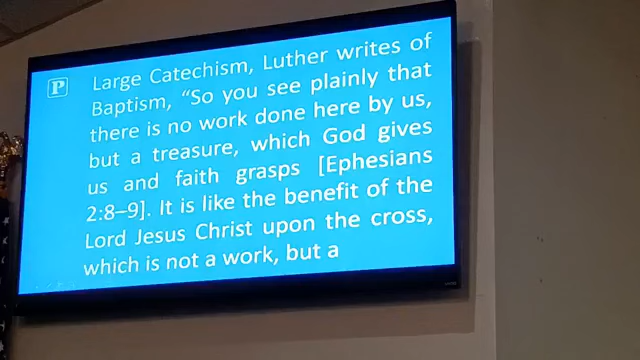 P Large Catechism, Luther writes of
Baptism, “So you see plainly that
there is no work done here by us,
but a treasure, which God gives
us and faith grasps [Ephesians
2:8–9]. It is like the benefit of the
Lord Jesus Christ upon the cross,
which is not a work, but a